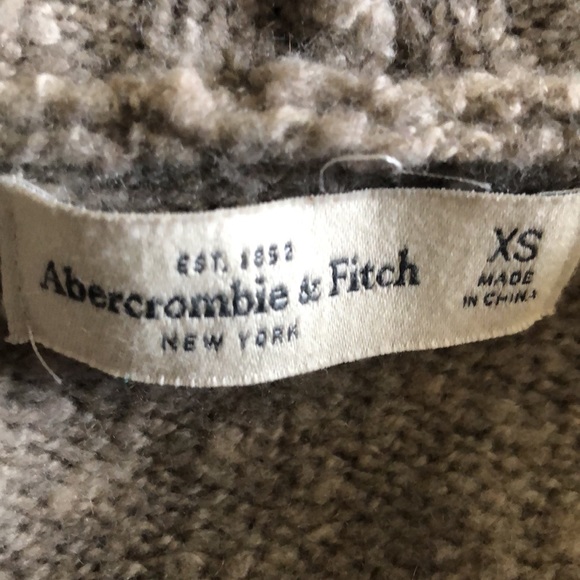 EST. 1892
Abercrombie & Fitch
NEW YORK
XS
MADE
IN CHINA